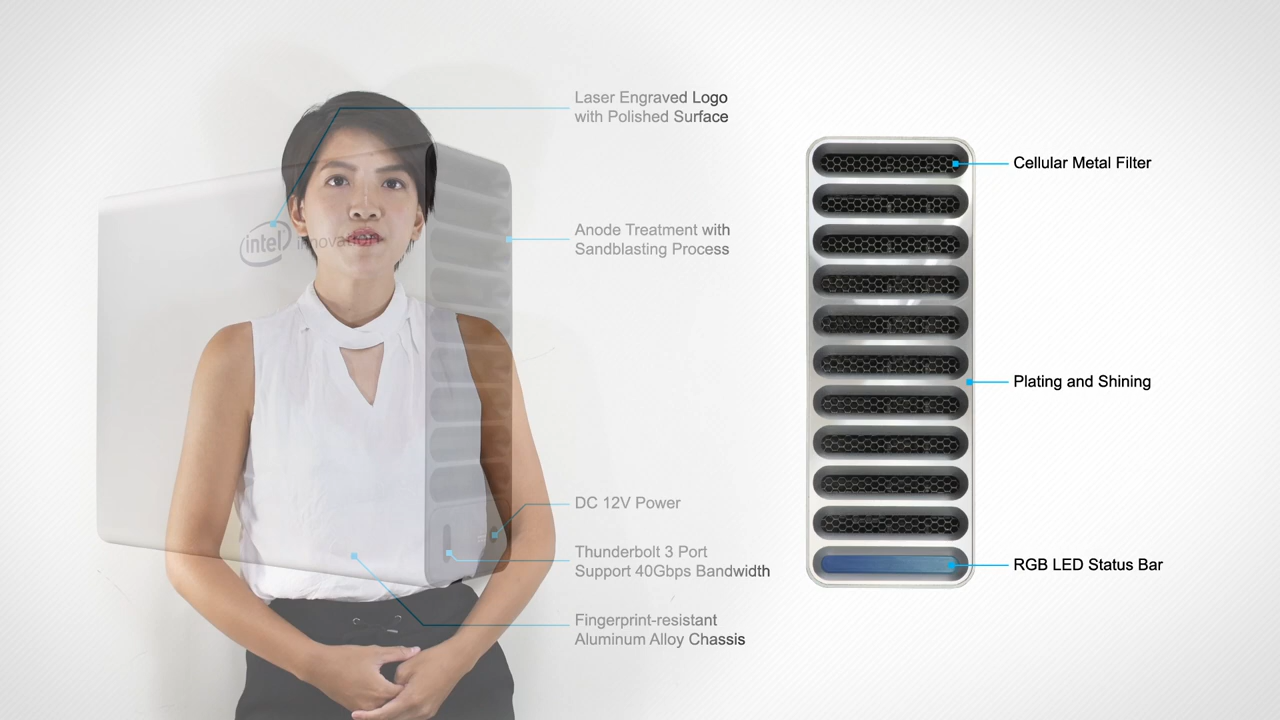 Laser Engraved Logo
with Polished Surface
intel
Anode Treatment with
Sandblasting Process
DC 12V Power
Thunderbolt 3 Port
Support 40Gbps Bandwidth
Fingerprint-resistant
Aluminum Alloy Chassis
Cellular Metal Filter
Plating and Shining
RGB LED Status Bar